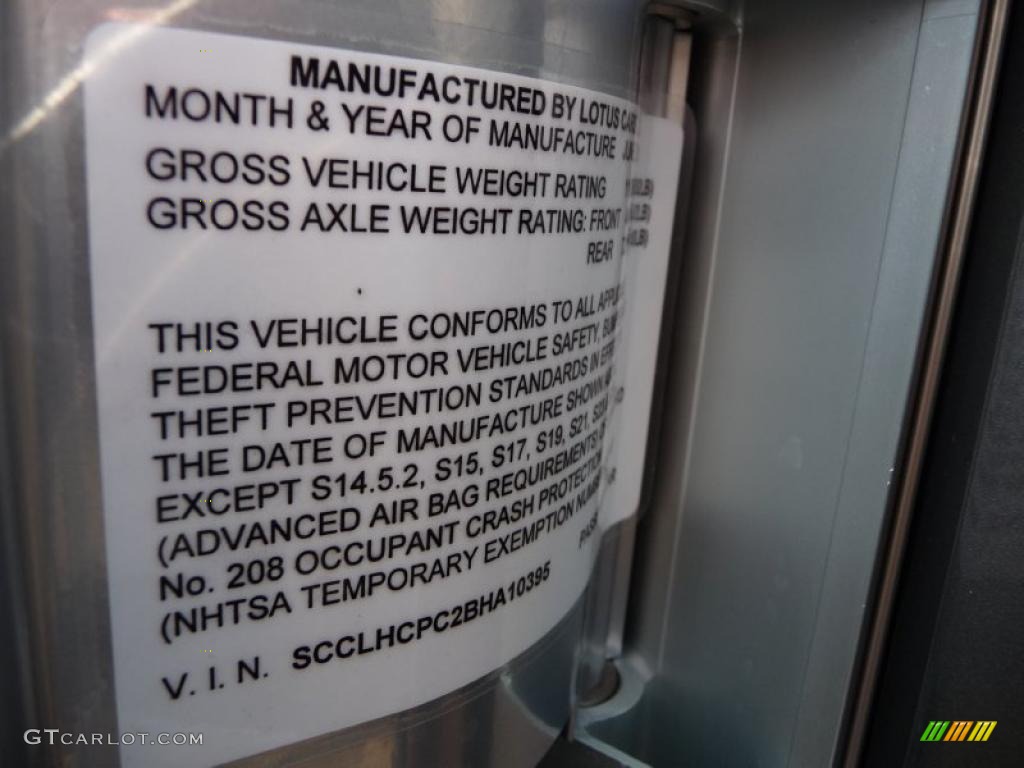 MANUFACTURED BY LOTUS
MONTH & YEAR OF MANUFACTURE
GROSS VEHICLE WEIGHT RATING
GROSS AXLE WEIGHT RATING: FRONT
REAR
THIS VEHICLE CONFORMS TO ALL
FEDERAL MOTOR VEHICLE SAFETY,
THEFT PREVENTION STANDARDS IN
THE DATE OF MANUFACTURE SHOWN
EXCEPT S14.5.2, S15, S17, S19, S21,
(ADVANCED AIR BAG REQUIREMENTS)
No. 208 OCCUPANT CRASH PROTECTION
(NHTSA TEMPORARY EXEMPTION
V. I. N. SCCLHCPC2BHA10395
GTCARLOT.COM